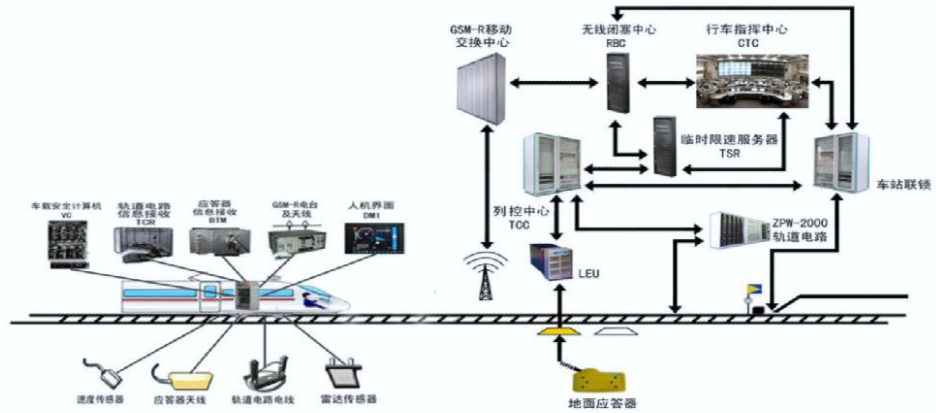 GSM-R移动
交换中心
无线闭塞中心
RBC
行车指挥中心
CTC
临时限速服务器
TSR
车站联锁
列控中心
TCC
ZPW-2000
轨道电路
LEU
车载安全计算机
VC
轨道电路
信息接收
TCR
应答器
信息接收
BTM
GSM-R电台
及天线
人机界面
DMI
速度传感器
应答器天线
轨道电路电线
雷达传感器
地面应答器